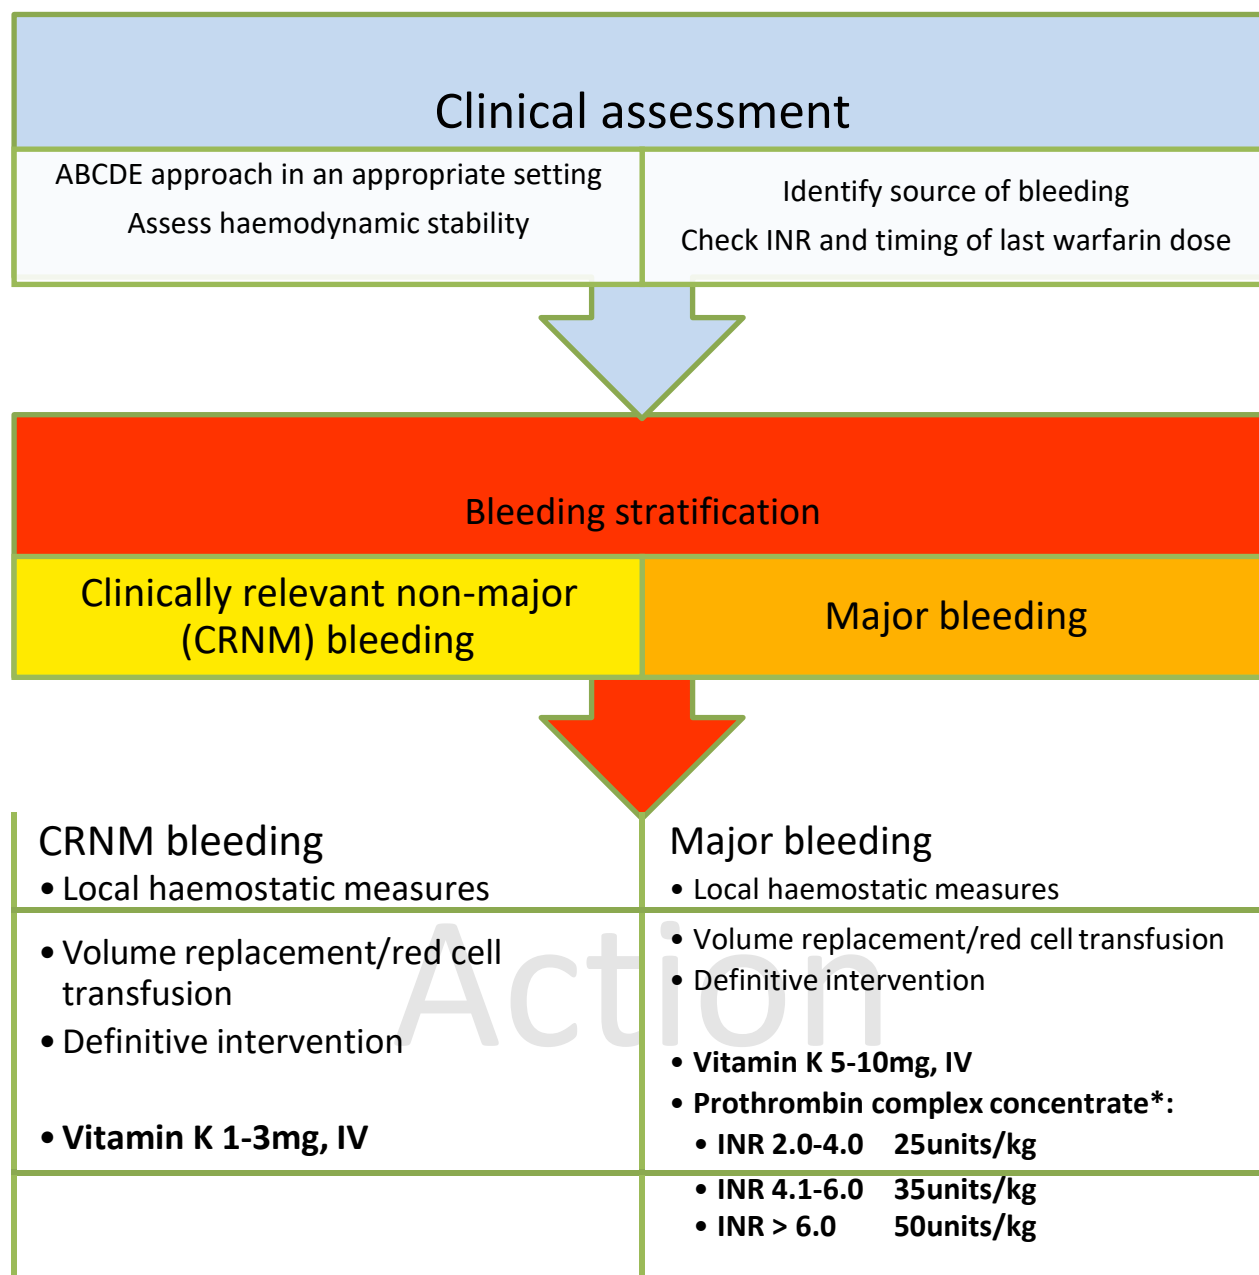 Clinical assessment
ABCDE approach in an appropriate setting
Assess haemodynamic stability
Identify source of bleeding
Check INR and timing of last warfarin dose
Bleeding stratification
Clinically relevant non-major
(CRNM) bleeding
Major bleeding
Action
CRNM bleeding
• Local haemostatic measures
• Volume replacement/red cell
transfusion
• Definitive intervention
• Vitamin K 1-3mg, IV
Major bleeding
• Local haemostatic measures
• Volume replacement/red cell transfusion
• Definitive intervention
• Vitamin K 5-10mg, IV
• Prothrombin complex concentrate*:
• INR 2.0-4.0 25units/kg
• INR 4.1-6.0 35units/kg
• INR > 6.0 50units/kg